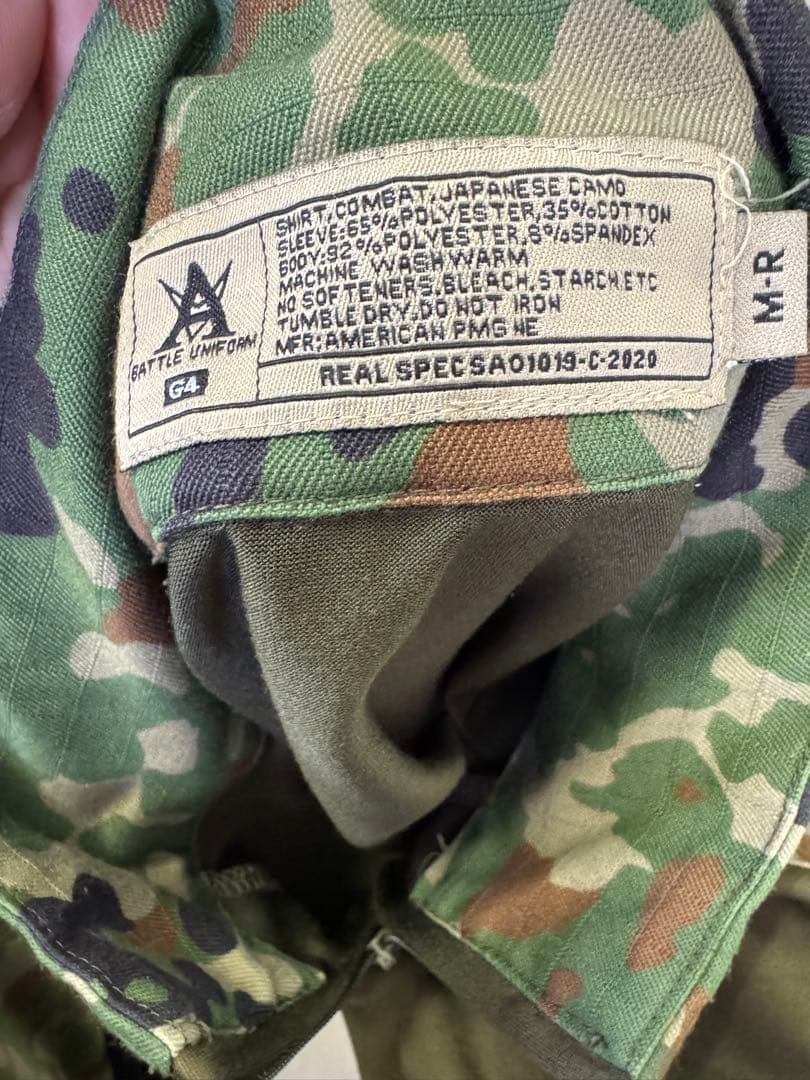 SHIRT, COMBAT, JAPANESE CAMO
SLEEVE:65%POLYESTER,35%COTTON
BODY:92%POLYESTER,8%SPANDEX
MACHINE WASH WARM
NO SOFTENERS,BLEACH,STARCH,ETC
TUMBLE DRY,DO NOT IRON
MFR:AMERICAN PMG NE
BATTLE UNIFORM
G4
REAL SPECSA01019-C-2020
M-R